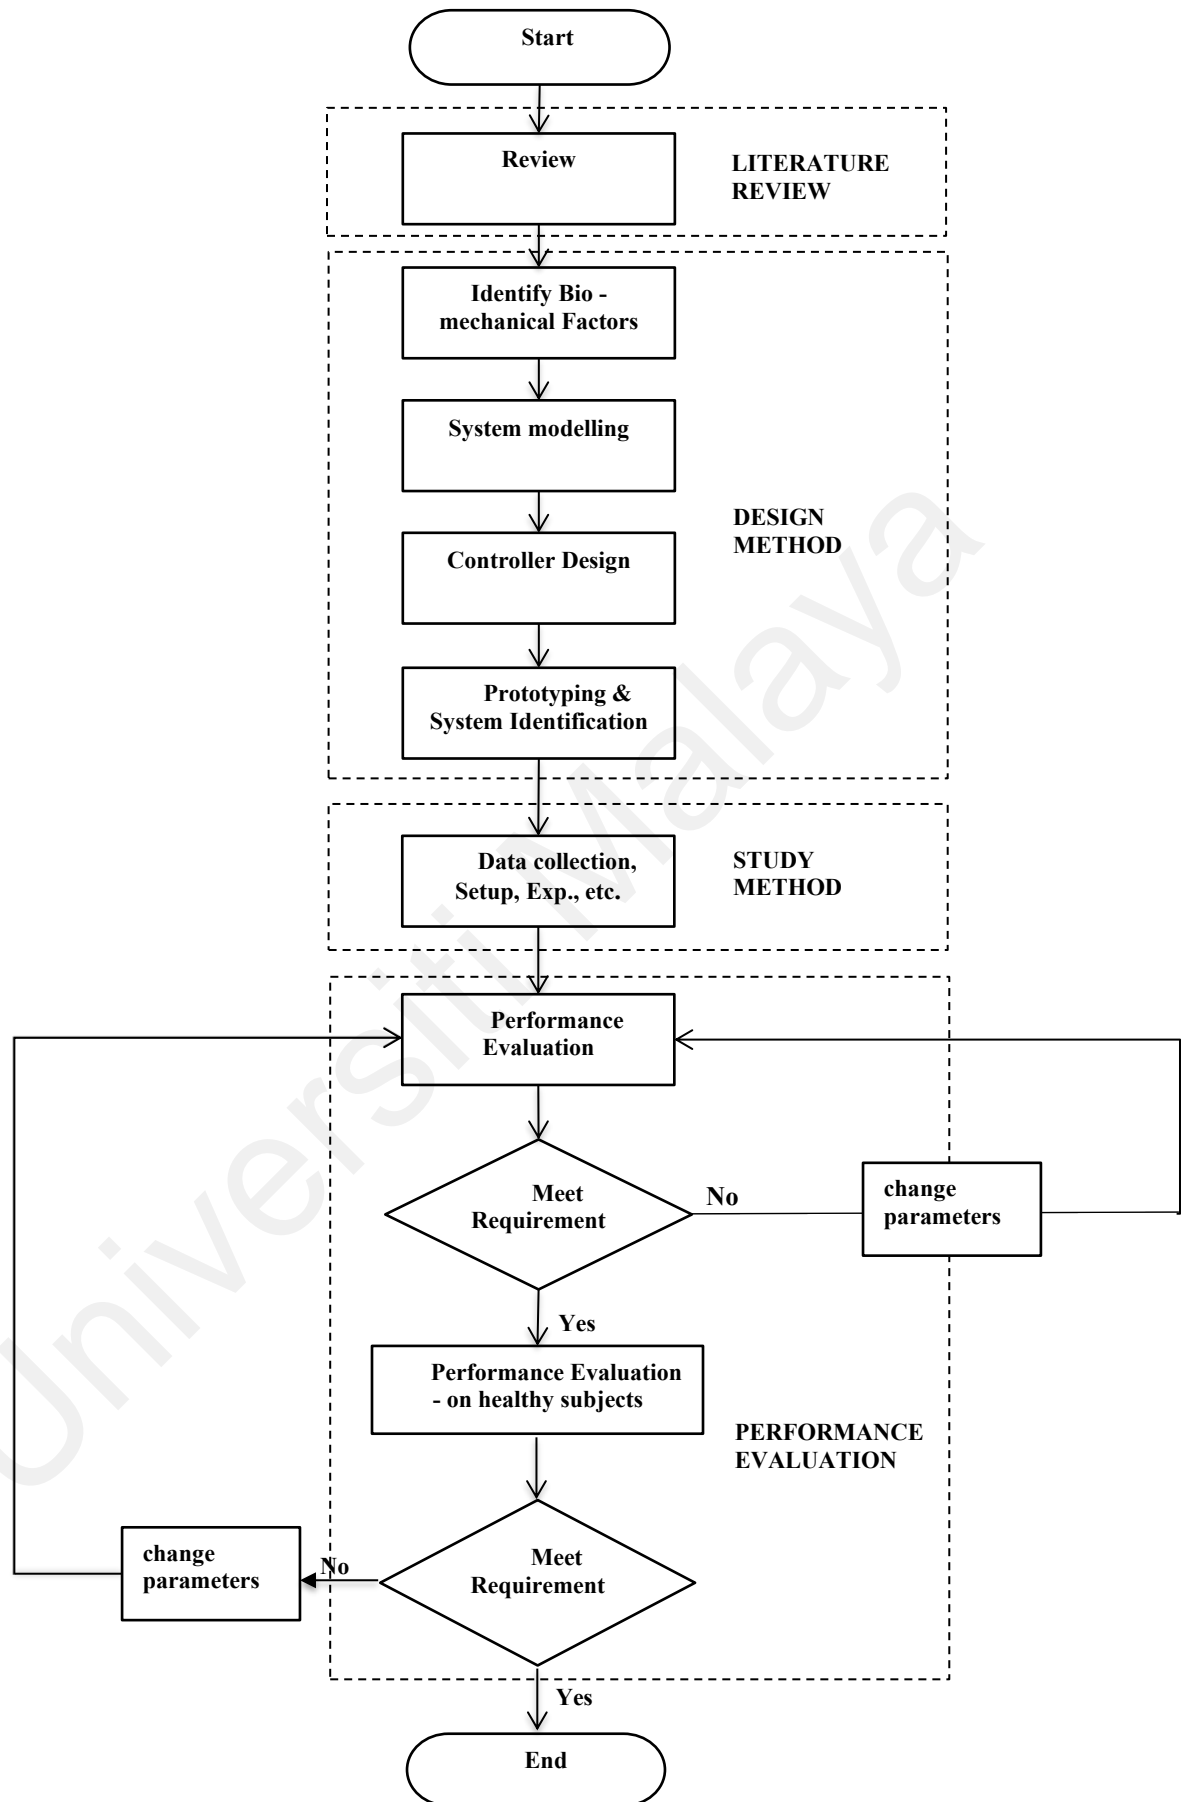 Start
Review
LITERATURE
REVIEW
Identify Bio -
mechanical Factors
System modelling
DESIGN
METHOD
Controller Design
Prototyping &
System Identification
Data collection,
Setup, Exp., etc.
STUDY
METHOD
Performance
Evaluation
Meet
Requirement
No
change
parameters
Yes
Performance Evaluation
- on healthy subjects
PERFORMANCE
EVALUATION
Meet
Requirement
No
change
parameters
Yes
End
Universiti Malaya